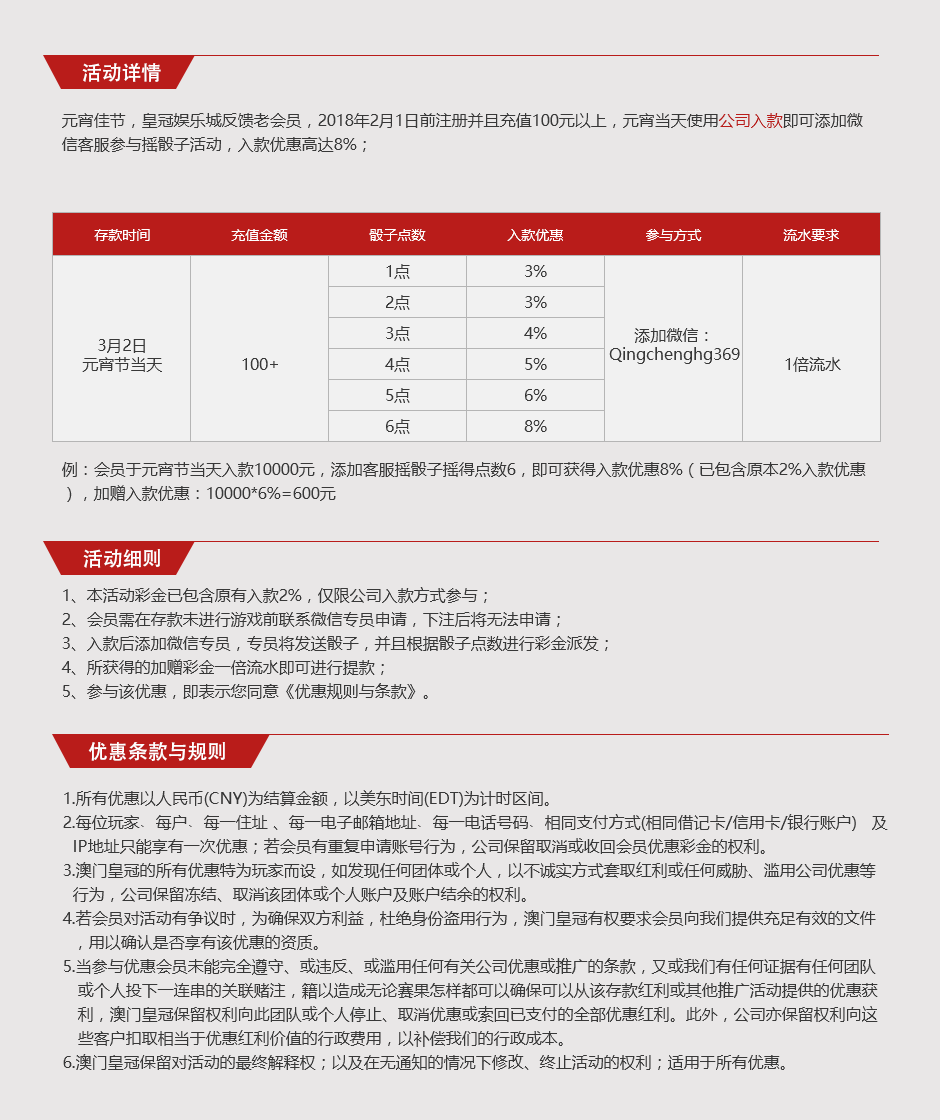 活动详情
元宵佳节，皇冠娱乐城反馈老会员，2018年2月1日前注册并且充值100元以上，元宵当天使用公司入款即可添加微
信客服参与摇骰子活动，入款优惠高达8%；
存款时间 充值金额 骰子点数 入款优惠 参与方式 流水要求
1点 3%
2点 3%
3点 4%
3月2日
元宵节当天
100+
4点 5%
添加微信：
Qingchenghg369
1倍流水
5点 6%
6点 8%
例：会员于元宵节当天入款10000元，添加客服摇骰子摇得点数6，即可获得入款优惠8%（已包含原本2%入款优惠
），加赠入款优惠：10000*6%=600元
活动细则
1、本活动彩金已包含原有入款2%，仅限公司入款方式参与；
2、会员需在存款未进行游戏前联系微信专员申请，下注后将无法申请；
3、入款后添加微信专员，专员将发送骰子，并且根据骰子点数进行彩金派发；
4、所获得的加赠彩金一倍流水即可进行提款；
5、参与该优惠，即表示您同意《优惠规则与条款》。
优惠条款与规则
1.所有优惠以人民币(CNY)为结算金额，以美东时间(EDT)为计时区间。
2.每位玩家、每户、每一住址 、每一电子邮箱地址、每一电话号码、相同支付方式(相同借记卡/信用卡/银行账户) 及
IP地址只能享有一次优惠；若会员有重复申请账号行为，公司保留取消或收回会员优惠彩金的权利。
3.澳门皇冠的所有优惠特为玩家而设，如发现任何团体或个人，以不诚实方式套取红利或任何威胁、滥用公司优惠等
行为，公司保留冻结、取消该团体或个人账户及账户结余的权利。
4.若会员对活动有争议时，为确保双方利益，杜绝身份盗用行为，澳门皇冠有权要求会员向我们提供充足有效的文件
，用以确认是否享有该优惠的资质。
5.当参与优惠会员未能完全遵守、或违反、或滥用任何有关公司优惠或推广的条款，又或我们有任何证据有任何团队
或个人投下一连串的关联赌注，籍以造成无论赛果怎样都可以确保可以从该存款红利或其他推广活动提供的优惠获
利，澳门皇冠保留权利向此团队或个人停止、取消优惠或索回已支付的全部优惠红利。此外，公司亦保留权利向这
些客户扣取相当于优惠红利价值的行政费用，以补偿我们的行政成本。
6.澳门皇冠保留对活动的最终解释权；以及在无通知的情况下修改、终止活动的权利；适用于所有优惠。